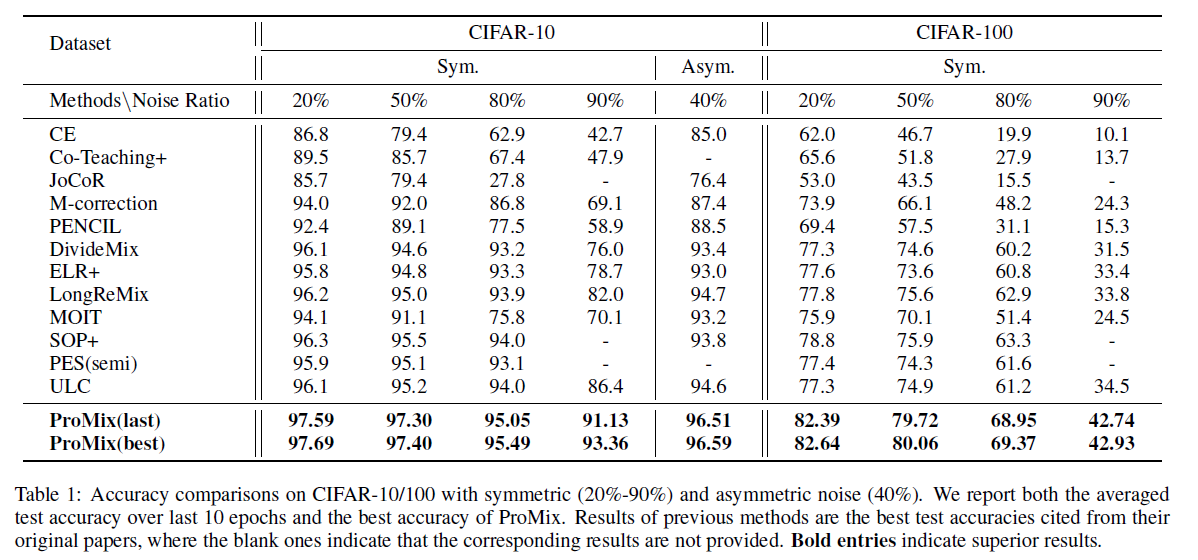 Dataset CIFAR-10 CIFAR-100
Sym. Asym. Sym.
Methods\Noise Ratio 20% 50% 80% 90% 40% 20% 50% 80% 90%
CE 86.8 79.4 62.9 42.7 85.0 62.0 46.7 19.9 10.1
Co-Teaching+ 89.5 85.7 67.4 47.9 - 65.6 51.8 27.9 13.7
JoCoR 85.7 79.4 27.8 - 76.4 53.0 43.5 15.5 -
M-correction 94.0 92.0 86.8 69.1 87.4 73.9 66.1 48.2 24.3
PENCIL 92.4 89.1 77.5 58.9 88.5 69.4 57.5 31.1 15.3
DivideMix 96.1 94.6 93.2 76.0 93.4 77.3 74.6 60.2 31.5
ELR+ 95.8 94.8 93.3 78.7 93.0 77.6 73.6 60.8 33.4
LongReMix 96.2 95.0 93.9 82.0 94.7 77.8 75.6 62.9 33.8
MOIT 94.1 91.1 75.8 70.1 93.2 75.9 70.1 51.4 24.5
SOP+ 96.3 95.5 94.0 - 93.8 78.8 75.9 63.3 -
PES(semi) 95.9 95.1 93.1 - - 77.4 74.3 61.6 -
ULC 96.1 95.2 94.0 86.4 94.6 77.3 74.9 61.2 34.5
ProMix(last) 97.59 97.30 95.05 91.13 96.51 82.39 79.72 68.95 42.74
ProMix(best) 97.69 97.40 95.49 93.36 96.59 82.64 80.06 69.37 42.93
Table 1: Accuracy comparisons on CIFAR-10/100 with symmetric (20%-90%) and asymmetric noise (40%). We report both the averaged
test accuracy over last 10 epochs and the best accuracy of ProMix. Results of previous methods are the best test accuracies cited from their
original papers, where the blank ones indicate that the corresponding results are not provided. Bold entries indicate superior results.